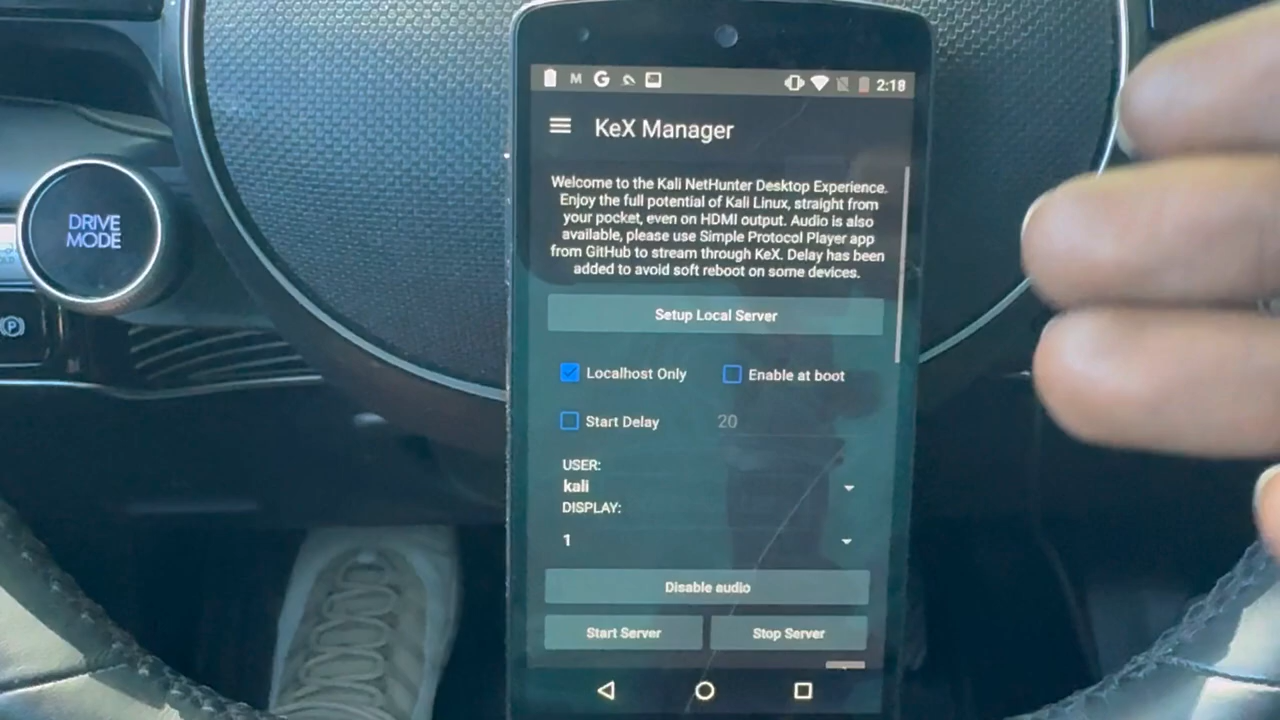 M G 2:18
KeX Manager
Welcome to the Kali NetHunter Desktop Experience.
Enjoy the full potential of Kali Linux, straight from
your pocket, even on HDMI output. Audio is also
available, please use Simple Protocol Player app
from GitHub to stream through KeX. Delay has been
added to avoid soft reboot on some devices.
Setup Local Server
Localhost Only Enable at boot
Start Delay 20
USER:
kali
DISPLAY:
1
Disable audio
Start Server Stop Server
DRIVE
MODE
P